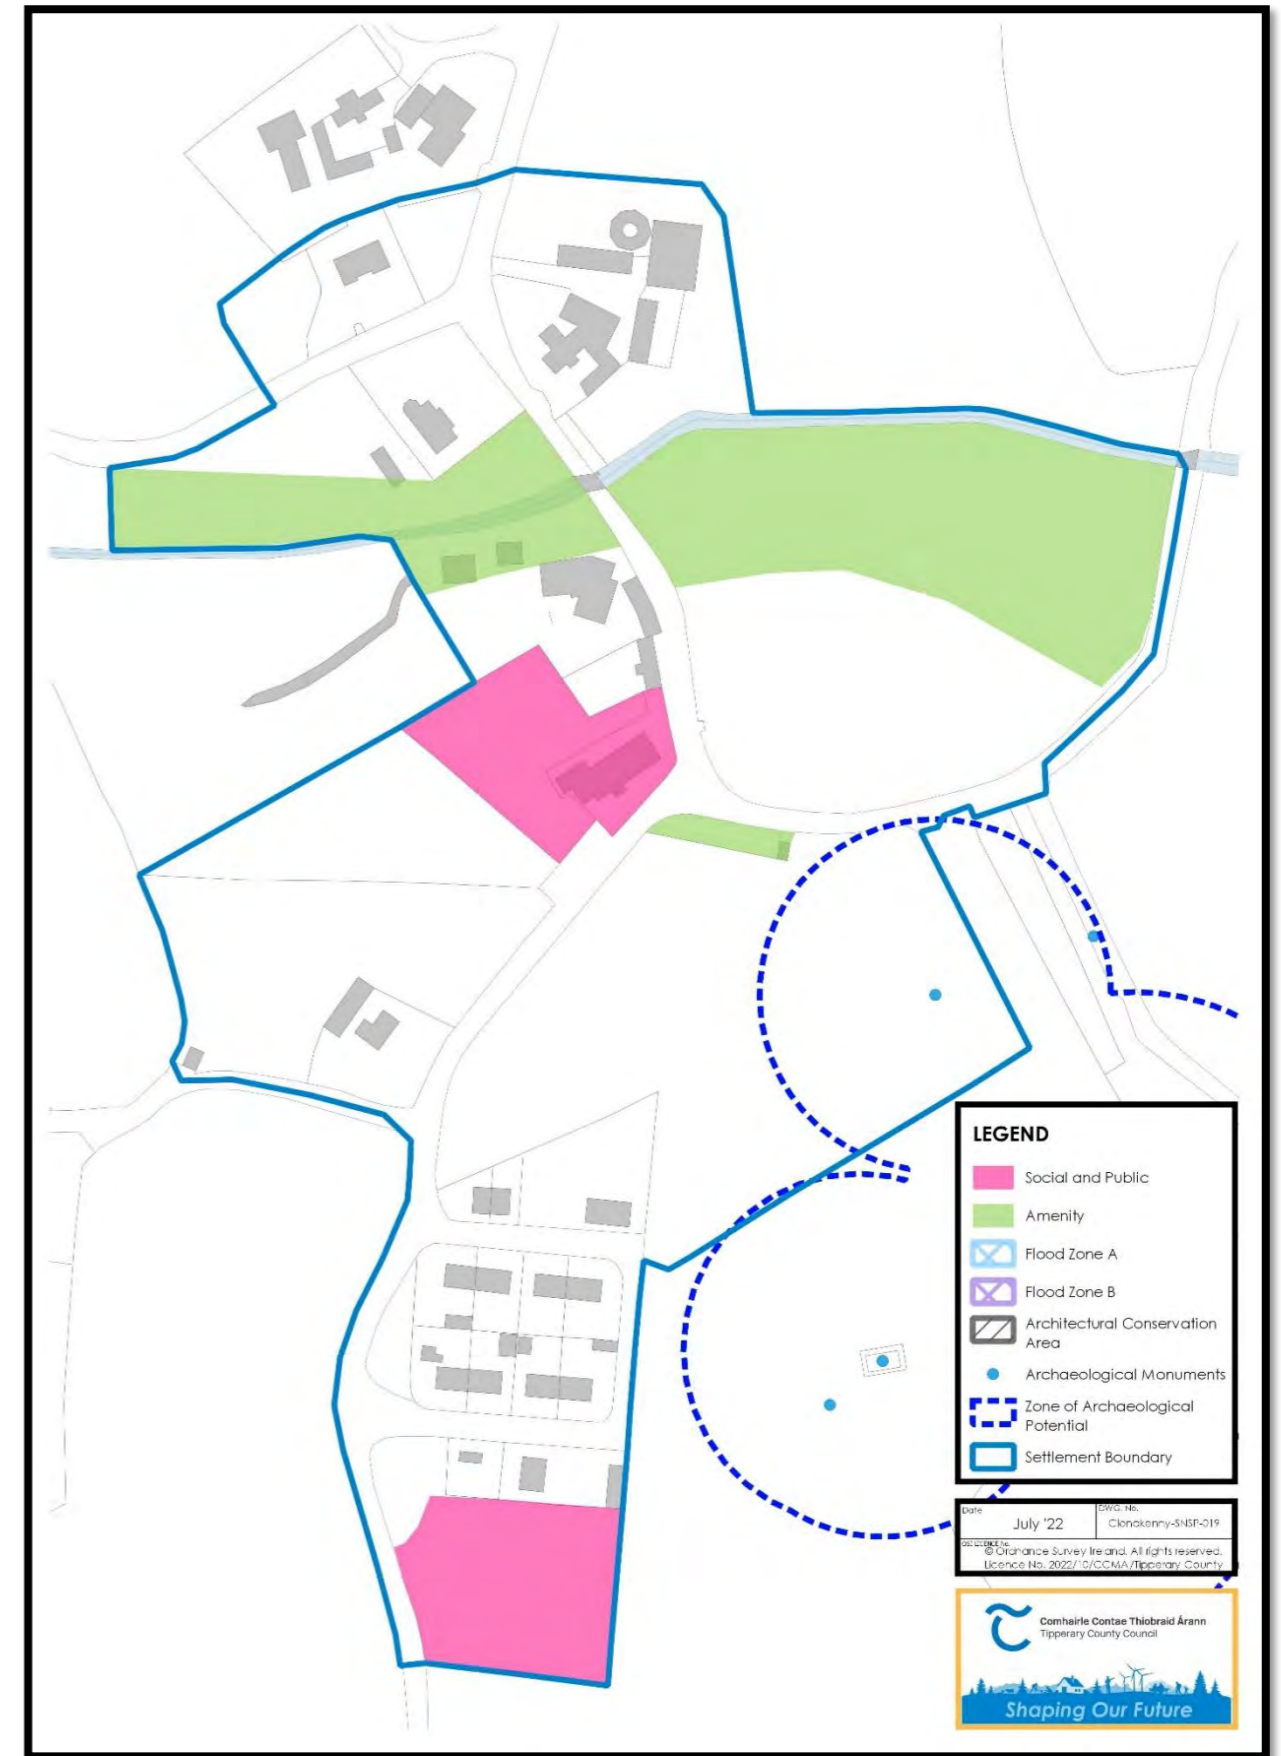 LEGEND
Social and Public
Amenity
Flood Zone A
Flood Zone B
Architectural Conservation
Area
Archaeological Monuments
Zone of Archaeological
Potential
Settlement Boundary
Date
July '22
DWG. No.
Clonakenny-SNSP-019
© Ordnance Survey Ireland. All rights reserved.
Licence No. 2022/10/CCMA/Tipperary County
Comhairle Contae Thiobraid Árann
Tipperary County Council
Shaping Our Future